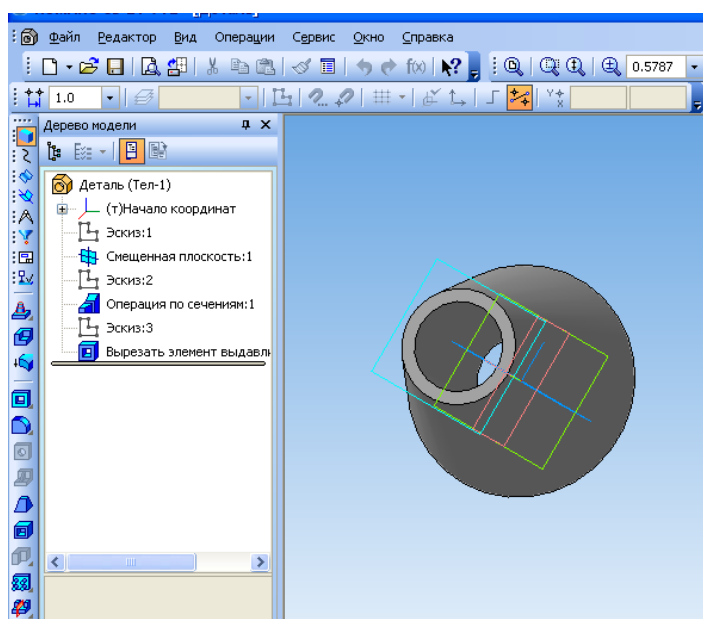 Файл Редактор Вид Операции Сервис Окно Справка
f(x) 0.5787
1.0
Дерево модели
Деталь (Тел-1)
(т)Начало координат
Эскиз:1
Смещенная плоскость:1
Эскиз:2
Операция по сечениям:1
Эскиз:3
Вырезать элемент выдавли